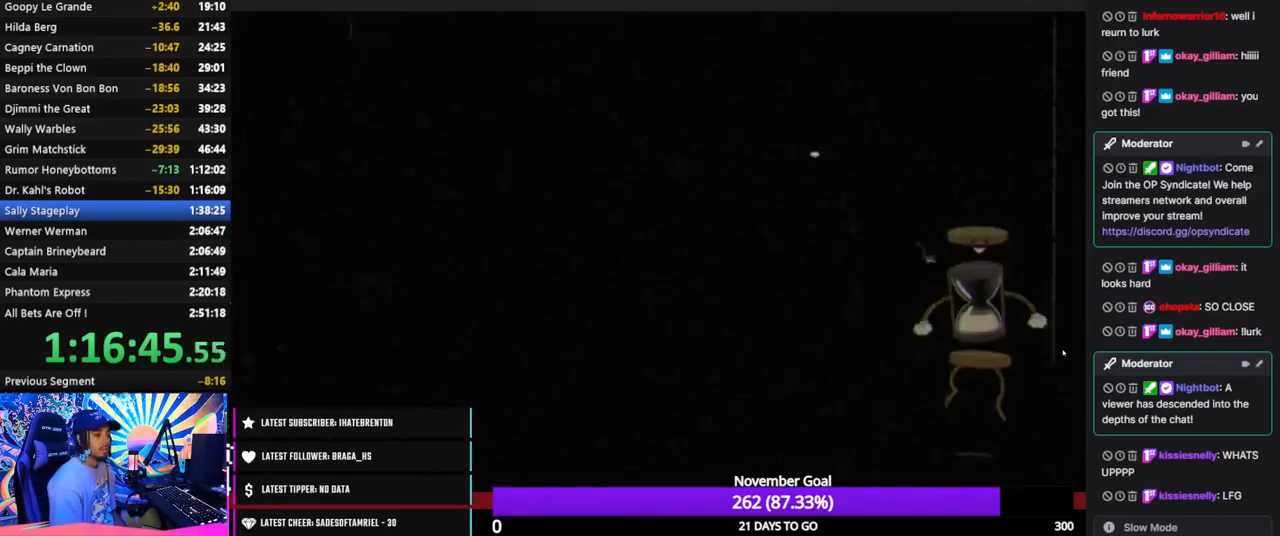 Goopy Le Grande +2:40 19:10
Hilda Berg −36.6 21:43
Cagney Carnation −10:47 24:25
Beppi the Clown −18:40 29:01
Baroness Von Bon Bon −18:56 34:23
Djimmi the Great −23:03 39:28
Wally Warbles −25:56 43:30
Grim Matchstick −29:39 46:44
Rumor Honeybottoms −7:13 1:12:02
Dr. Kahl's Robot −15:30 1:16:09
Sally Stageplay 1:38:25
Werner Werman 2:06:47
Captain Brineybeard 2:06:49
Cala Maria 2:11:49
Phantom Express 2:20:18
All Bets Are Off ! 2:51:18
1:16:45.55
Previous Segment −8:16
LATEST SUBSCRIBER: IHATEBRENTON
LATEST FOLLOWER: BRAGA_HS
LATEST TIPPER: NO DATA
LATEST CHEER: SADESOFTAMRIEL - 30
November Goal
262 (87.33%)
0 21 DAYS TO GO 300
Infernowarrior16: well i
reurn to lurk
okay_gilliam: hiiiii
friend
okay_gilliam: you
got this!
Moderator
Nightbot: Come
Join the OP Syndicate! We help
streamers network and overall
improve your stream!
https://discord.gg/opsyndicate
okay_gilliam: it
looks hard
chopsta: SO CLOSE
okay_gilliam: !lurk
Moderator
Nightbot: A
viewer has descended into the
depths of the chat!
kissiesnelly: WHATS
UPPPP
kissiesnelly: LFG
Slow Mode